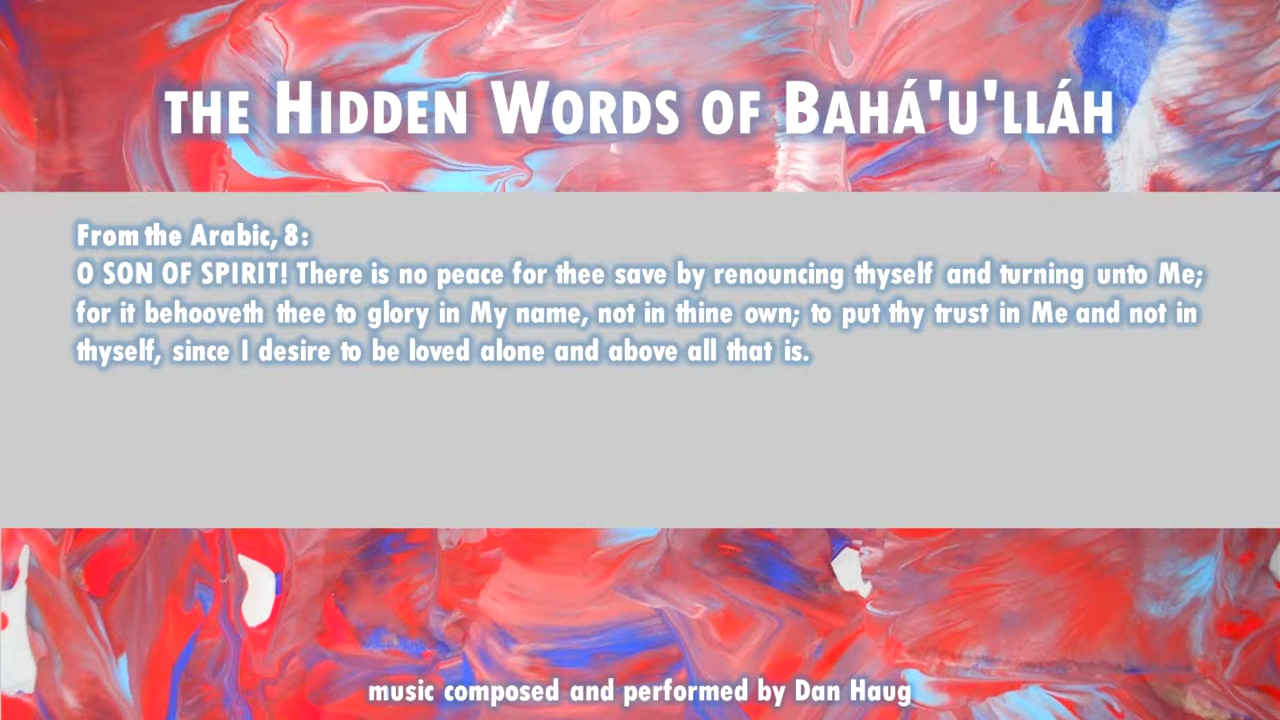 THE HIDDEN WORDS OF BAHÁ'U'LLÁH
From the Arabic, 8:
O SON OF SPIRIT! There is no peace for thee save by renouncing thyself and turning unto Me;
for it behooveth thee to glory in My name, not in thine own; to put thy trust in Me and not in
thyself, since I desire to be loved alone and above all that is.
music composed and performed by Dan Haug